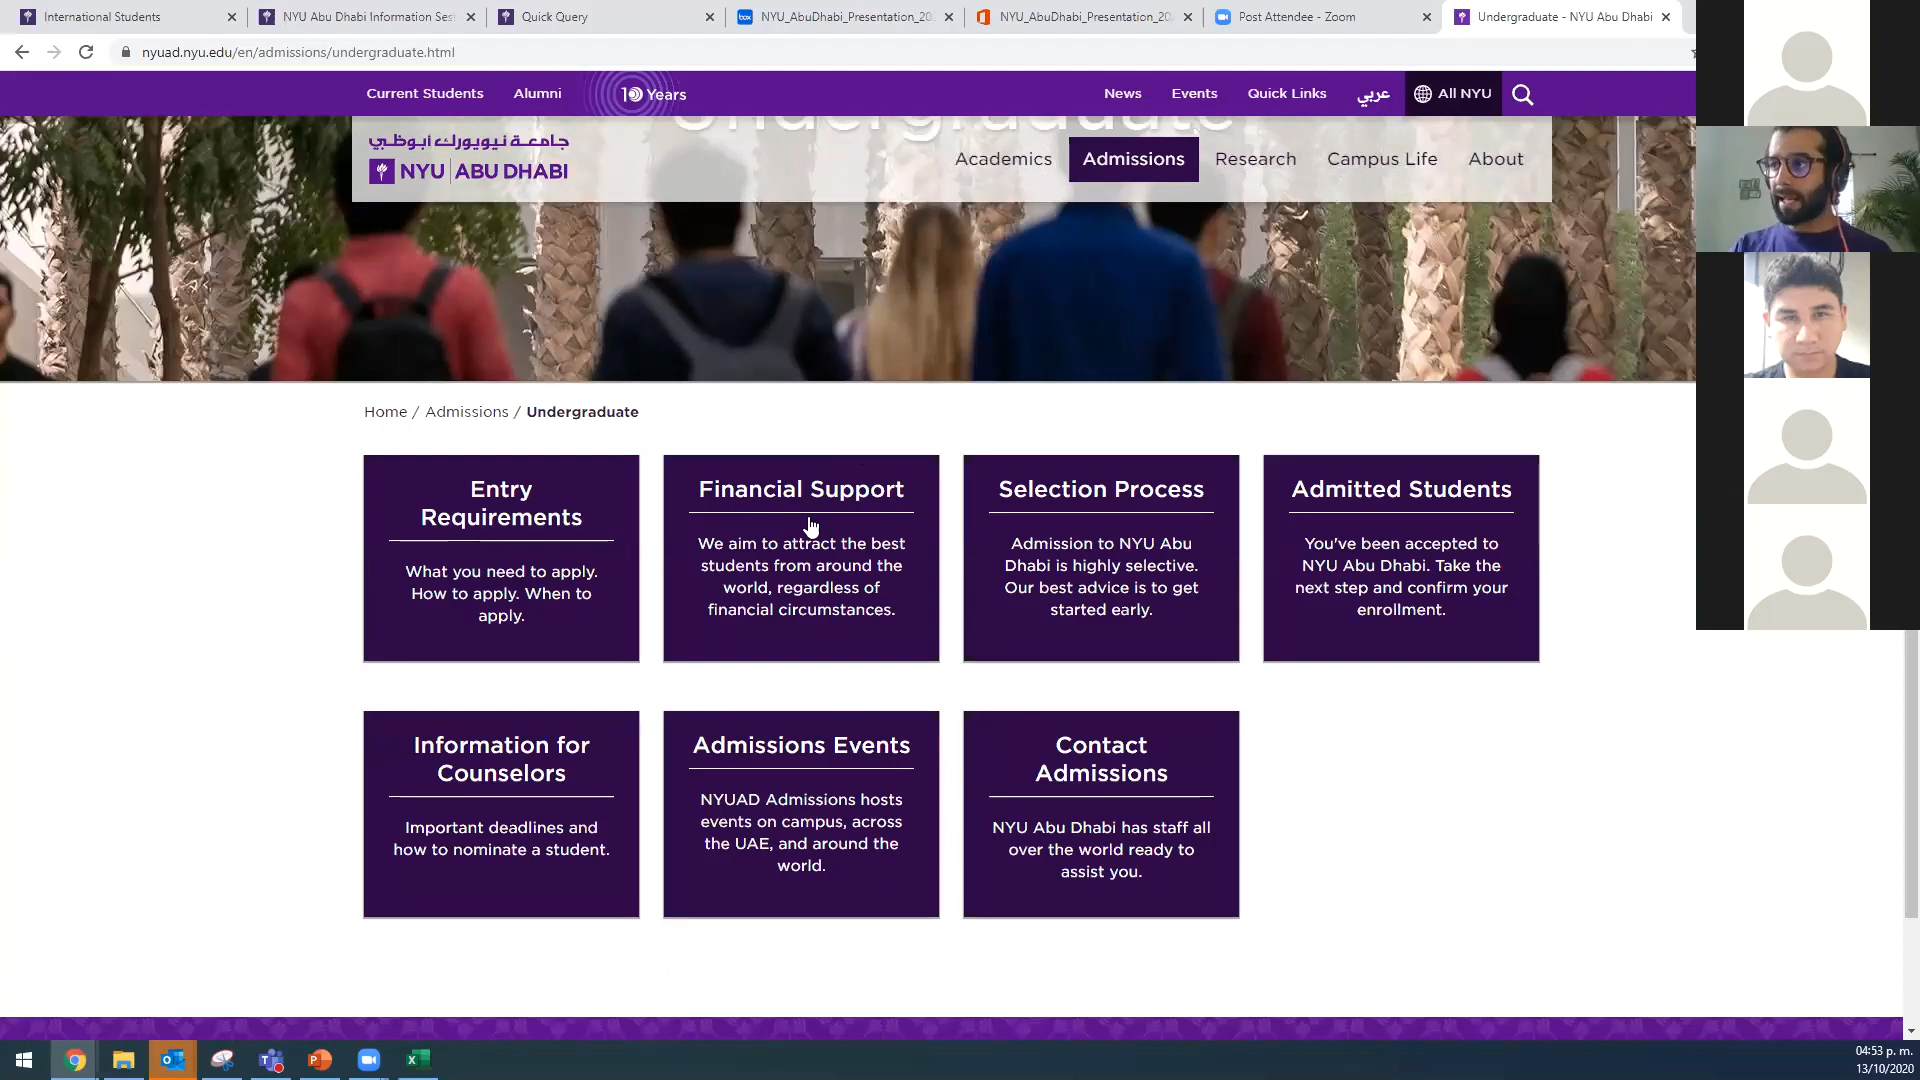 International Students
NYU Abu Dhabi Information Ses
Quick Query
NYU_AbuDhabi_Presentation_20
NYU_AbuDhabi_Presentation_20
Post Attendee - Zoom
Undergraduate - NYU Abu Dhabi
nyuad.nyu.edu/en/admissions/undergraduate.html
Current Students
Alumni
10 Years
News
Events
Quick Links
عربي
All NYU
Undergraduate
جامعة نيويورك أبوظبي
NYU ABU DHABI
Academics
Admissions
Research
Campus Life
About
Home / Admissions / Undergraduate
Entry
Requirements
What you need to apply.
How to apply. When to
apply.
Financial Support
We aim to attract the best
students from around the
world, regardless of
financial circumstances.
Selection Process
Admission to NYU Abu
Dhabi is highly selective.
Our best advice is to get
started early.
Admitted Students
You've been accepted to
NYU Abu Dhabi. Take the
next step and confirm your
enrollment.
Information for
Counselors
Important deadlines and
how to nominate a student.
Admissions Events
NYUAD Admissions hosts
events on campus, across
the UAE, and around the
world.
Contact
Admissions
NYU Abu Dhabi has staff all
over the world ready to
assist you.
04:53 p. m.
13/10/2020